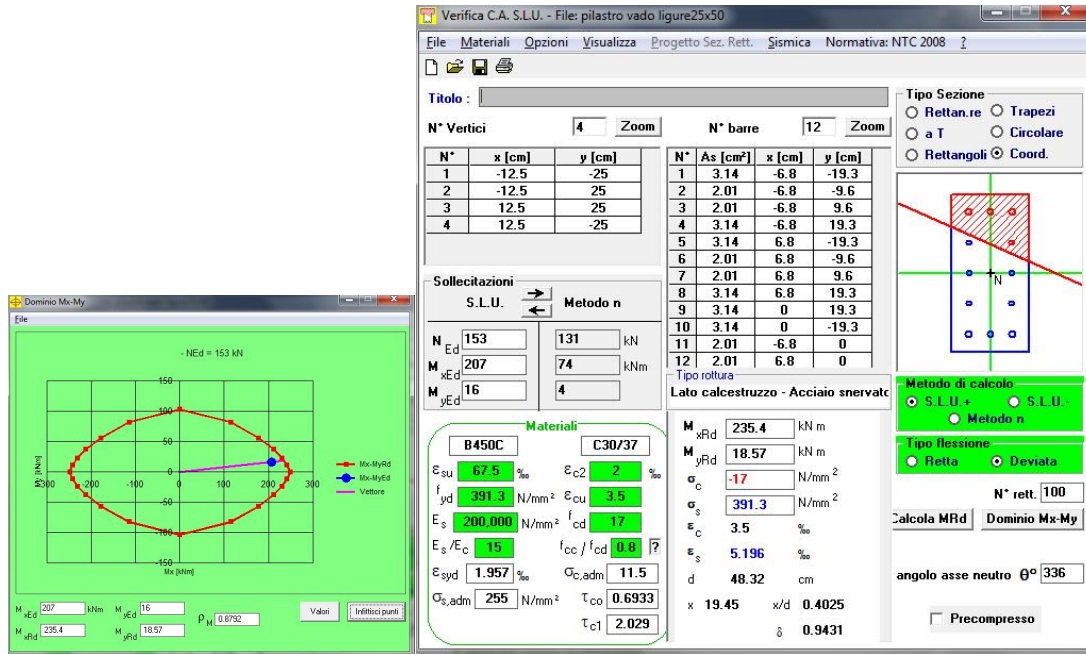 Verifica C.A. S.L.U. - File: pilastro vado ligure25x50
File Materiali Opzioni Visualizza Progetto Sez. Rett. Sismica Normativa: NTC 2008 ?
Titolo :
N° Vertici 4 Zoom N° barre 12 Zoom
N° x [cm] y [cm]
1 -12.5 -25
2 -12.5 25
3 12.5 25
4 12.5 -25
N° As [cm²] x [cm] y [cm]
1 3.14 -6.8 -19.3
2 2.01 -6.8 -9.6
3 2.01 -6.8 9.6
4 3.14 -6.8 19.3
5 3.14 6.8 -19.3
6 2.01 6.8 -9.6
7 2.01 6.8 9.6
8 3.14 6.8 19.3
9 3.14 0 19.3
10 3.14 0 -19.3
11 2.01 -6.8 0
12 2.01 6.8 0
Tipo Sezione
Rettan.re Trapezi
a T Circolare
Rettangoli Coord.
N
Sollecitazioni
S.L.U. Metodo n
N Ed 153 131 kN
M xEd 207 74 kNm
M yEd 16 4
Materiali
B450C C30/37
εsu 67.5 ‰ εc2 2 ‰
fyd 391.3 N/mm² εcu 3.5
Es 200,000 N/mm² fcd 17
Es /Ec 15 fcc / fcd 0.8 ?
εsyd 1.957 ‰ σc,adm 11.5
σs,adm 255 N/mm² τco 0.6933
τc1 2.029
Tipo rottura
Lato calcestruzzo - Acciaio snervato
M xRd 235.4 kN m
M yRd 18.57 kN m
σc -17 N/mm²
σs 391.3 N/mm²
εc 3.5 ‰
εs 5.196 ‰
d 48.32 cm
x 19.45 x/d 0.4025
δ 0.9431
Metodo di calcolo
S.L.U.+ S.L.U.-
Metodo n
Tipo flessione
Retta Deviata
N° rett. 100
Calcola MRd Dominio Mx-My
angolo asse neutro θ° 336
Precompresso
Dominio Mx-My
File
- NEd = 153 kN
150
100
50
0
-50
-100
-150
-300 -200 -100 0 100 200 300
My [kNm]
Mx [kNm]
Mx-MyRd
Mx-MyEd
Vettore
M xEd 207 kNm M yEd 16
M xRd 235.4 M yRd 18.57
ρM 0.8792
Valori Infittisci punti